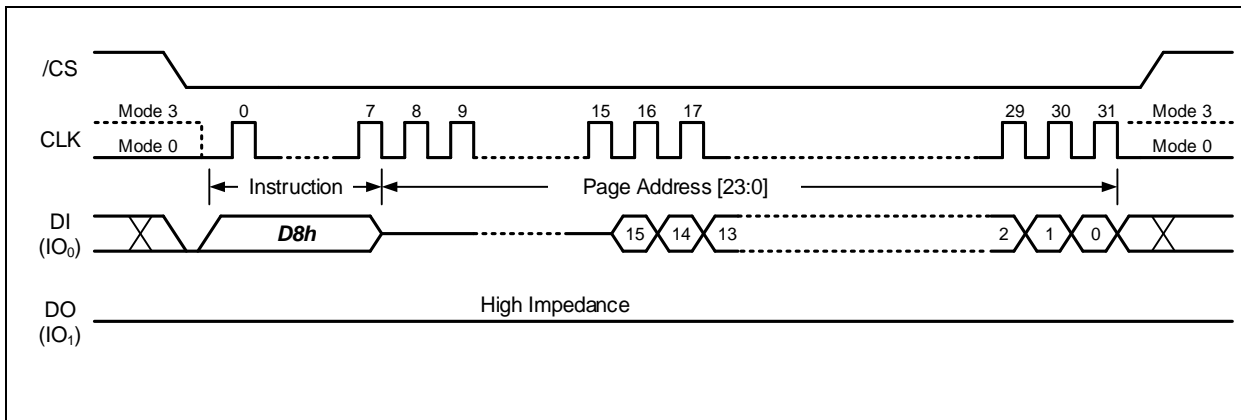 /CS
Mode 3 0 7 8 9 15 16 17 29 30 31 Mode 3
CLK
Mode 0 Mode 0
Instruction Page Address [23:0]
DI
(IO0)
D8h 15 14 13 2 1 0
High Impedance
DO
(IO1)